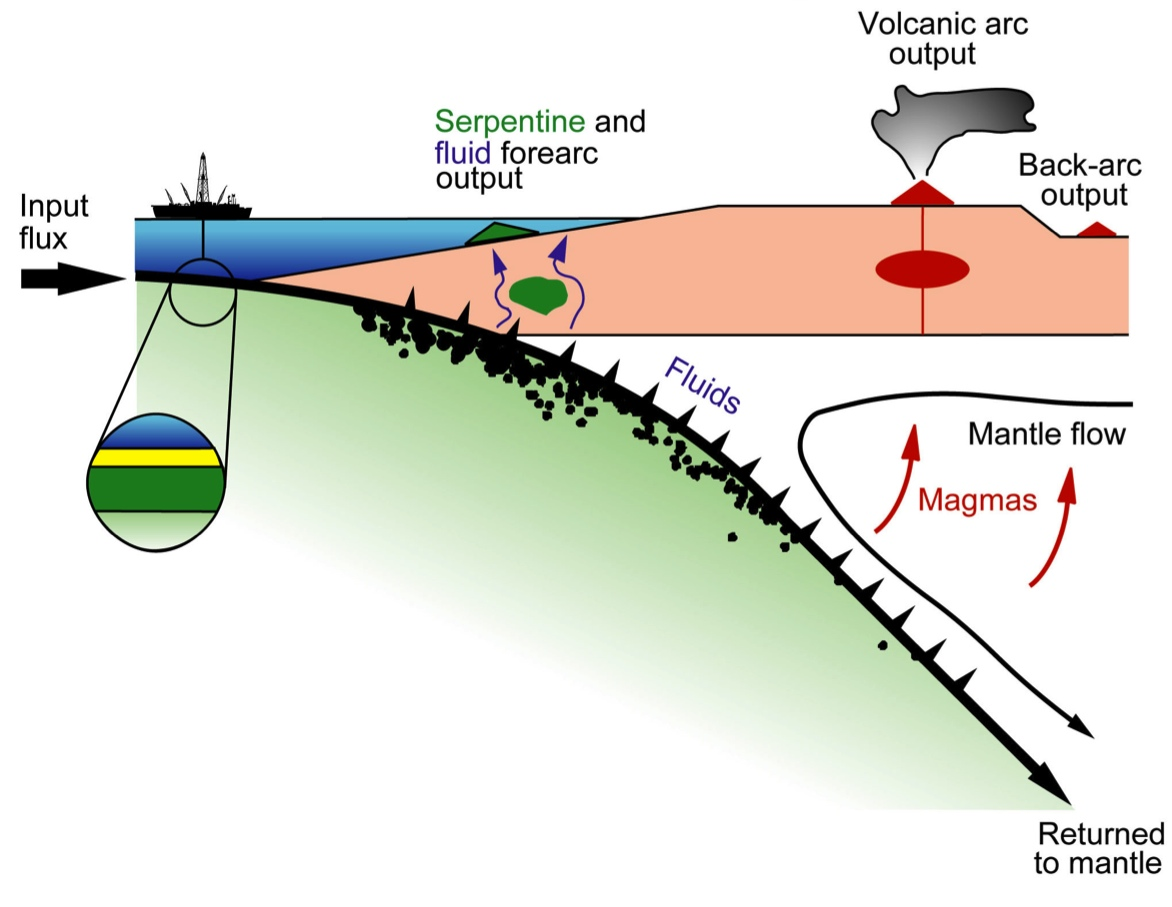 Volcanic arc
output
Serpentine and
fluid forearc
output
Back-arc
output
Input
flux
Fluids
Mantle flow
Magmas
Returned
to mantle